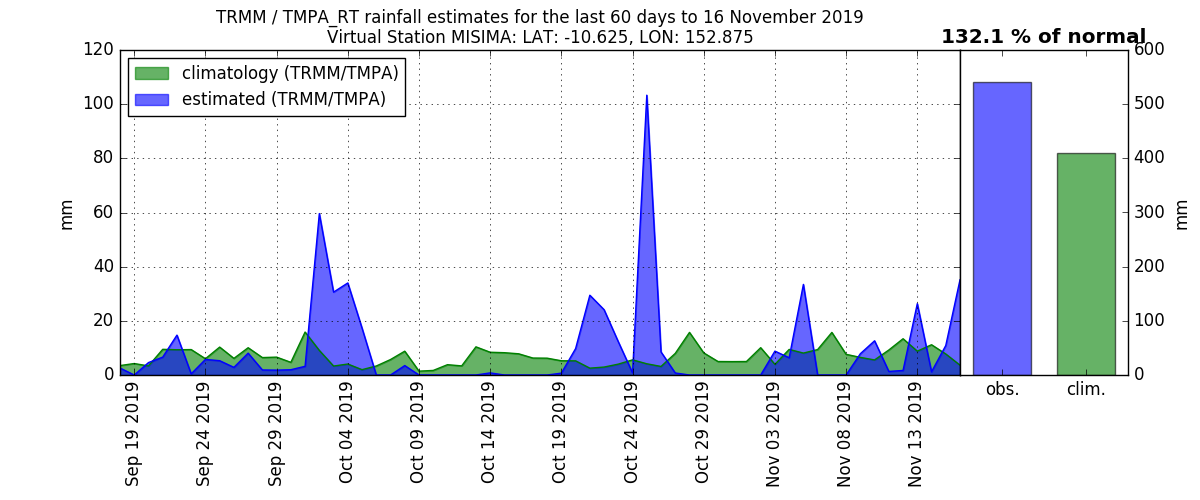 TRMM / TMPA_RT rainfall estimates for the last 60 days to 16 November 2019
Virtual Station MISIMA: LAT: -10.625, LON: 152.875
132.1 % of normal
climatology (TRMM/TMPA)
estimated (TRMM/TMPA)
mm
120
100
80
60
40
20
0
Sep 19 2019
Sep 24 2019
Sep 29 2019
Oct 04 2019
Oct 09 2019
Oct 14 2019
Oct 19 2019
Oct 24 2019
Oct 29 2019
Nov 03 2019
Nov 08 2019
Nov 13 2019
obs.
clim.
600
500
400
300
200
100
0
mm